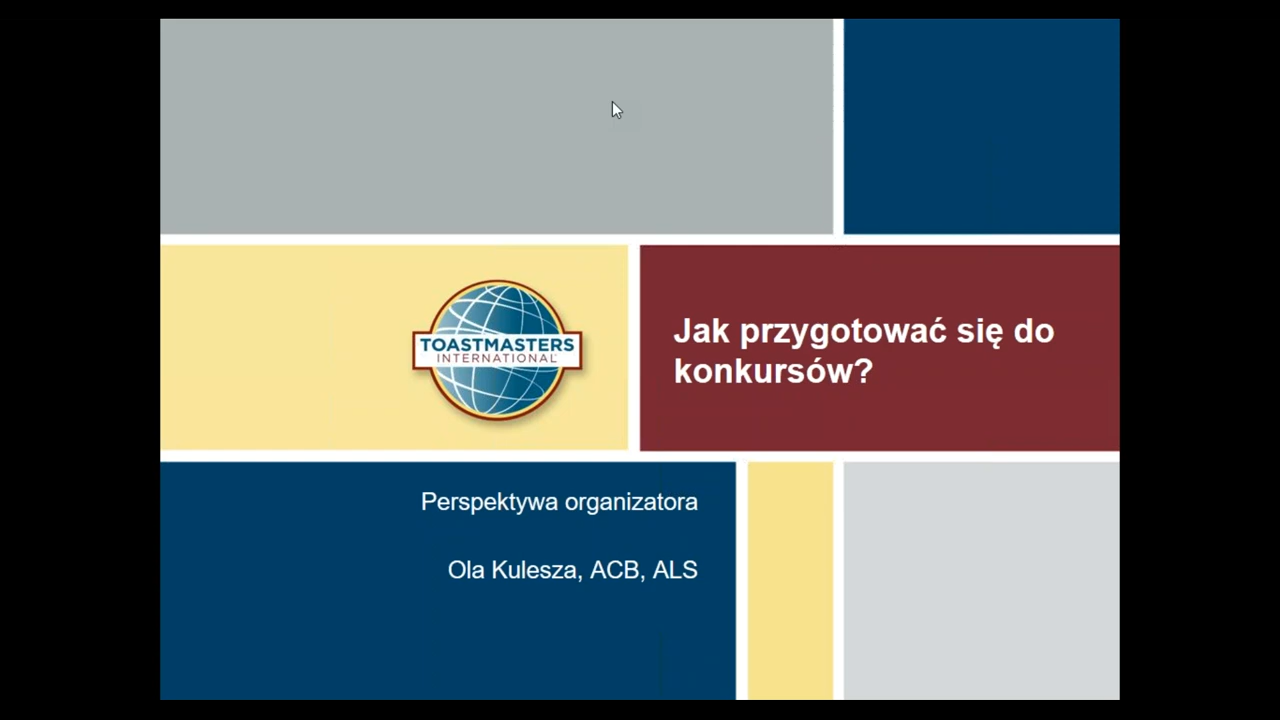 TOASTMASTERS
INTERNATIONAL
Jak przygotować się do
konkursów?
Perspektywa organizatora
Ola Kulesza, ACB, ALS